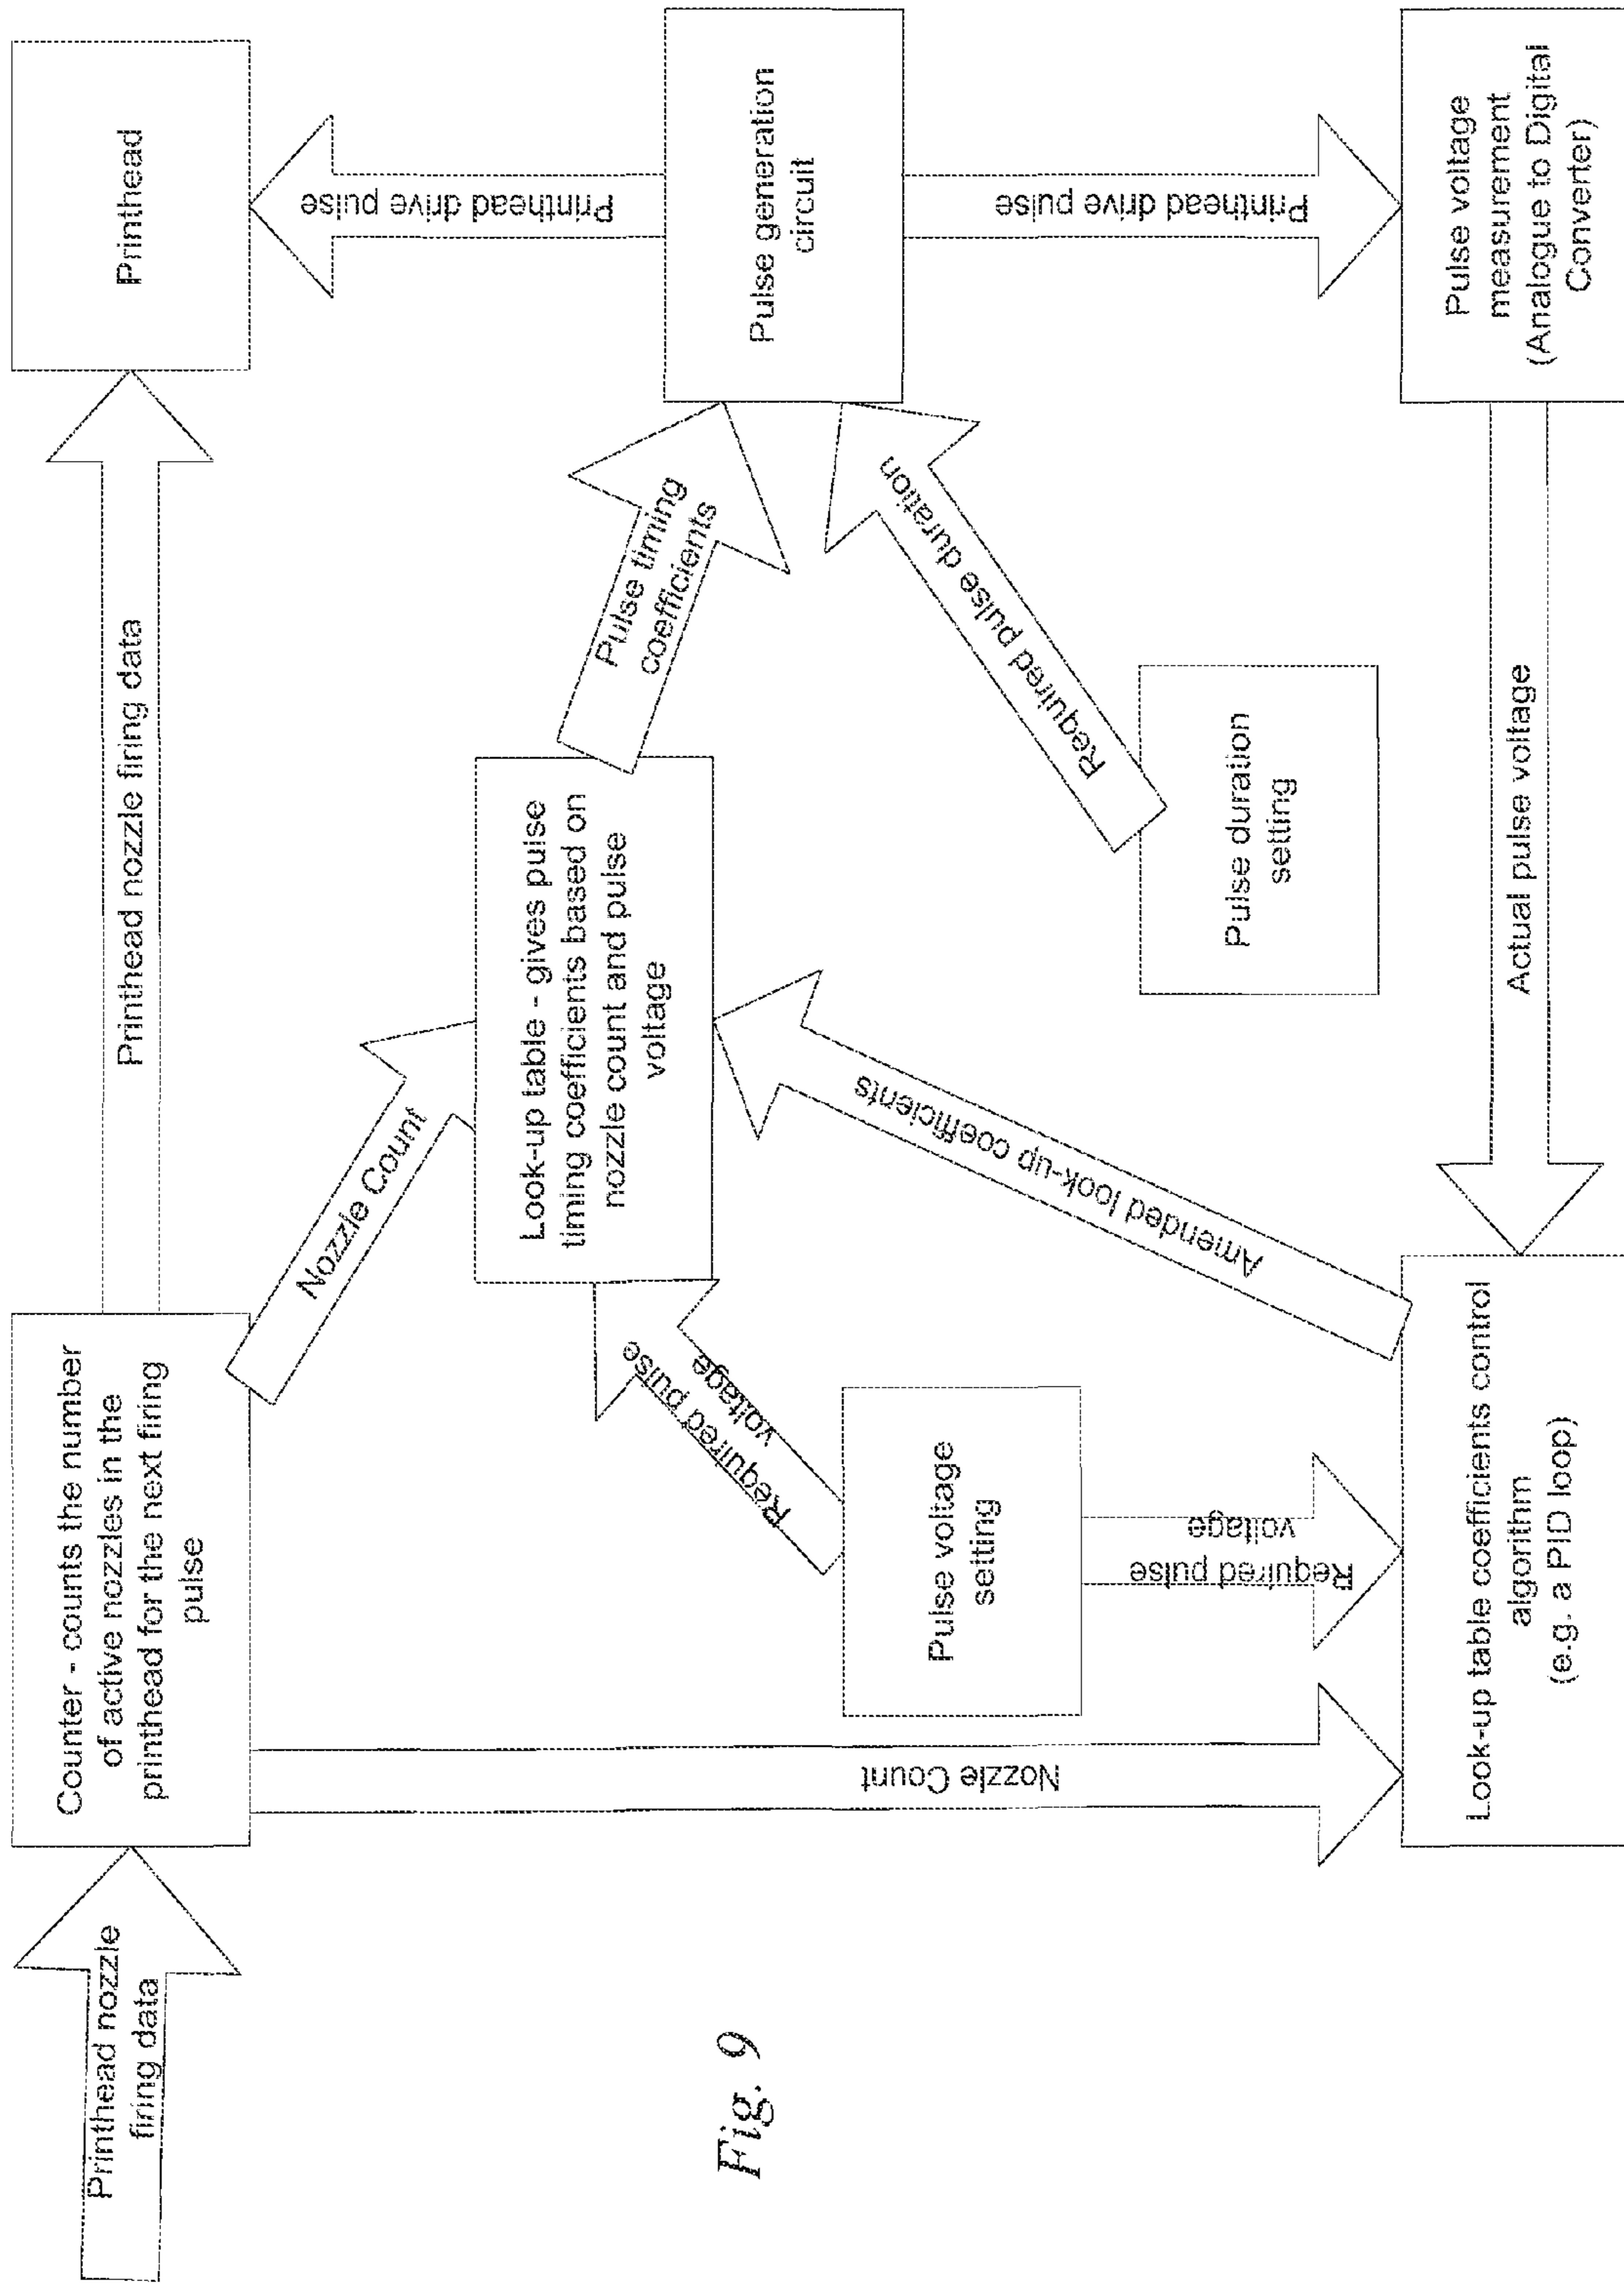 Printhead nozzle
firing data
Counter - counts the number
of active nozzles in the
printhead for the next firing
pulse
Printhead nozzle firing data
Printhead
Nozzle Count
Look-up table - gives pulse
timing coefficients based on
nozzle count and pulse
voltage
Pulse timing
coefficients
Printhead drive pulse
Pulse generation
circuit
Printhead drive pulse
Required pulse
voltage
Pulse voltage
setting
Required pulse
voltage
Nozzle Count
Amended look-up coefficients
Pulse duration
setting
Required pulse duration
Look-up table coefficients control
algorithm
(e.g. a PID loop)
Actual pulse voltage
Pulse voltage
measurement
(Analogue to Digital
Converter)
Fig. 9